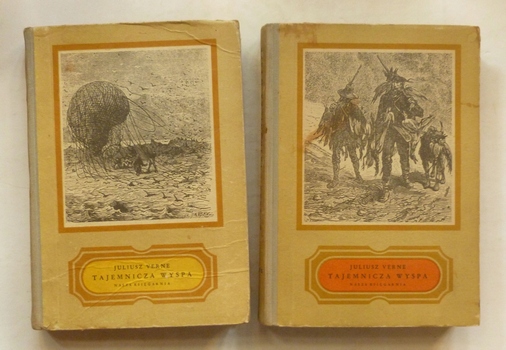 JULIUSZ VERNE
TAJEMNICZA WYSPA
NASZA KSIĘGARNIA
JULIUSZ VERNE
TAJEMNICZA WYSPA
NASZA KSIĘGARNIA